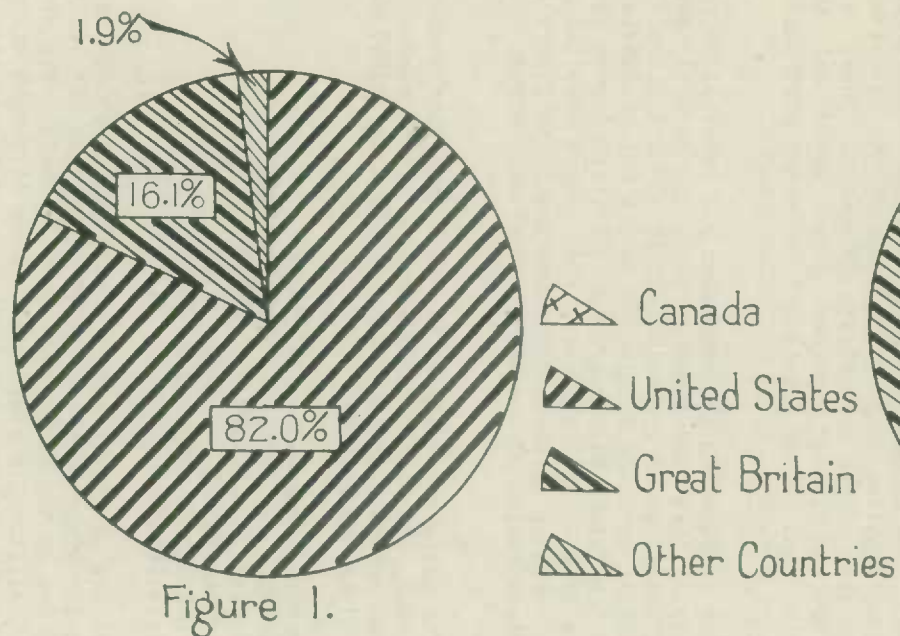 1.9%
16.1%
82.0%
Canada
United States
Great Britain
Other Countries
Figure 1.